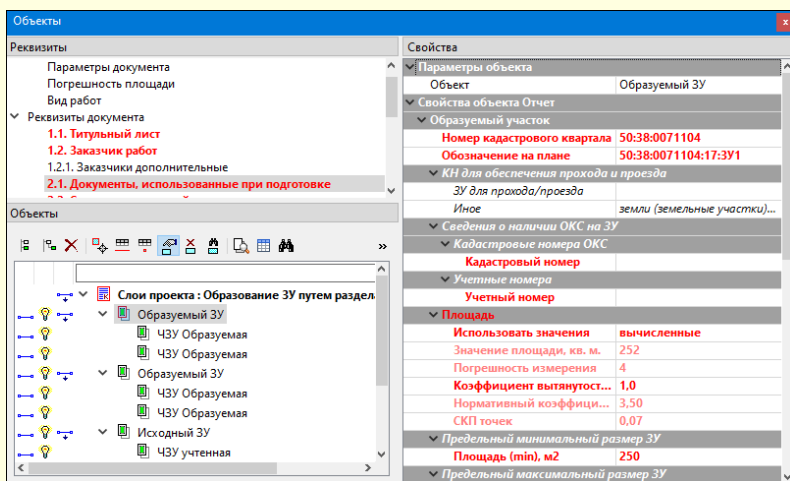 Объекты
Реквизиты
Параметры документа
Погрешность площади
Вид работ
Реквизиты документа
1.1. Титульный лист
1.2. Заказчик работ
1.2.1. Заказчики дополнительные
2.1. Документы, использованные при подготовке
Объекты
»
Слои проекта : Образование ЗУ путем раздел
Образуемый ЗУ
ЧЗУ Образуемая
ЧЗУ Образуемая
Образуемый ЗУ
ЧЗУ Образуемая
ЧЗУ Образуемая
Исходный ЗУ
ЧЗУ учтенная
Свойства
Параметры объекта
Объект Образуемый ЗУ
Свойства объекта Отчет
Образуемый участок
Номер кадастрового квартала 50:38:0071104
Обозначение на плане 50:38:0071104:17:ЗУ1
КН для обеспечения прохода и проезда
ЗУ для прохода/проезда
Иное земли (земельные участки)...
Сведения о наличии ОКС на ЗУ
Кадастровые номера ОКС
Кадастровый номер
Учетные номера
Учетный номер
Площадь
Использовать значения вычисленные
Значение площади, кв. м. 252
Погрешность измерения 4
Коэффициент вытянутост... 1,0
Нормативный коэффици... 3,50
СКП точек 0,07
Предельный минимальный размер ЗУ
Площадь (min), м2 250
Предельный максимальный размер ЗУ